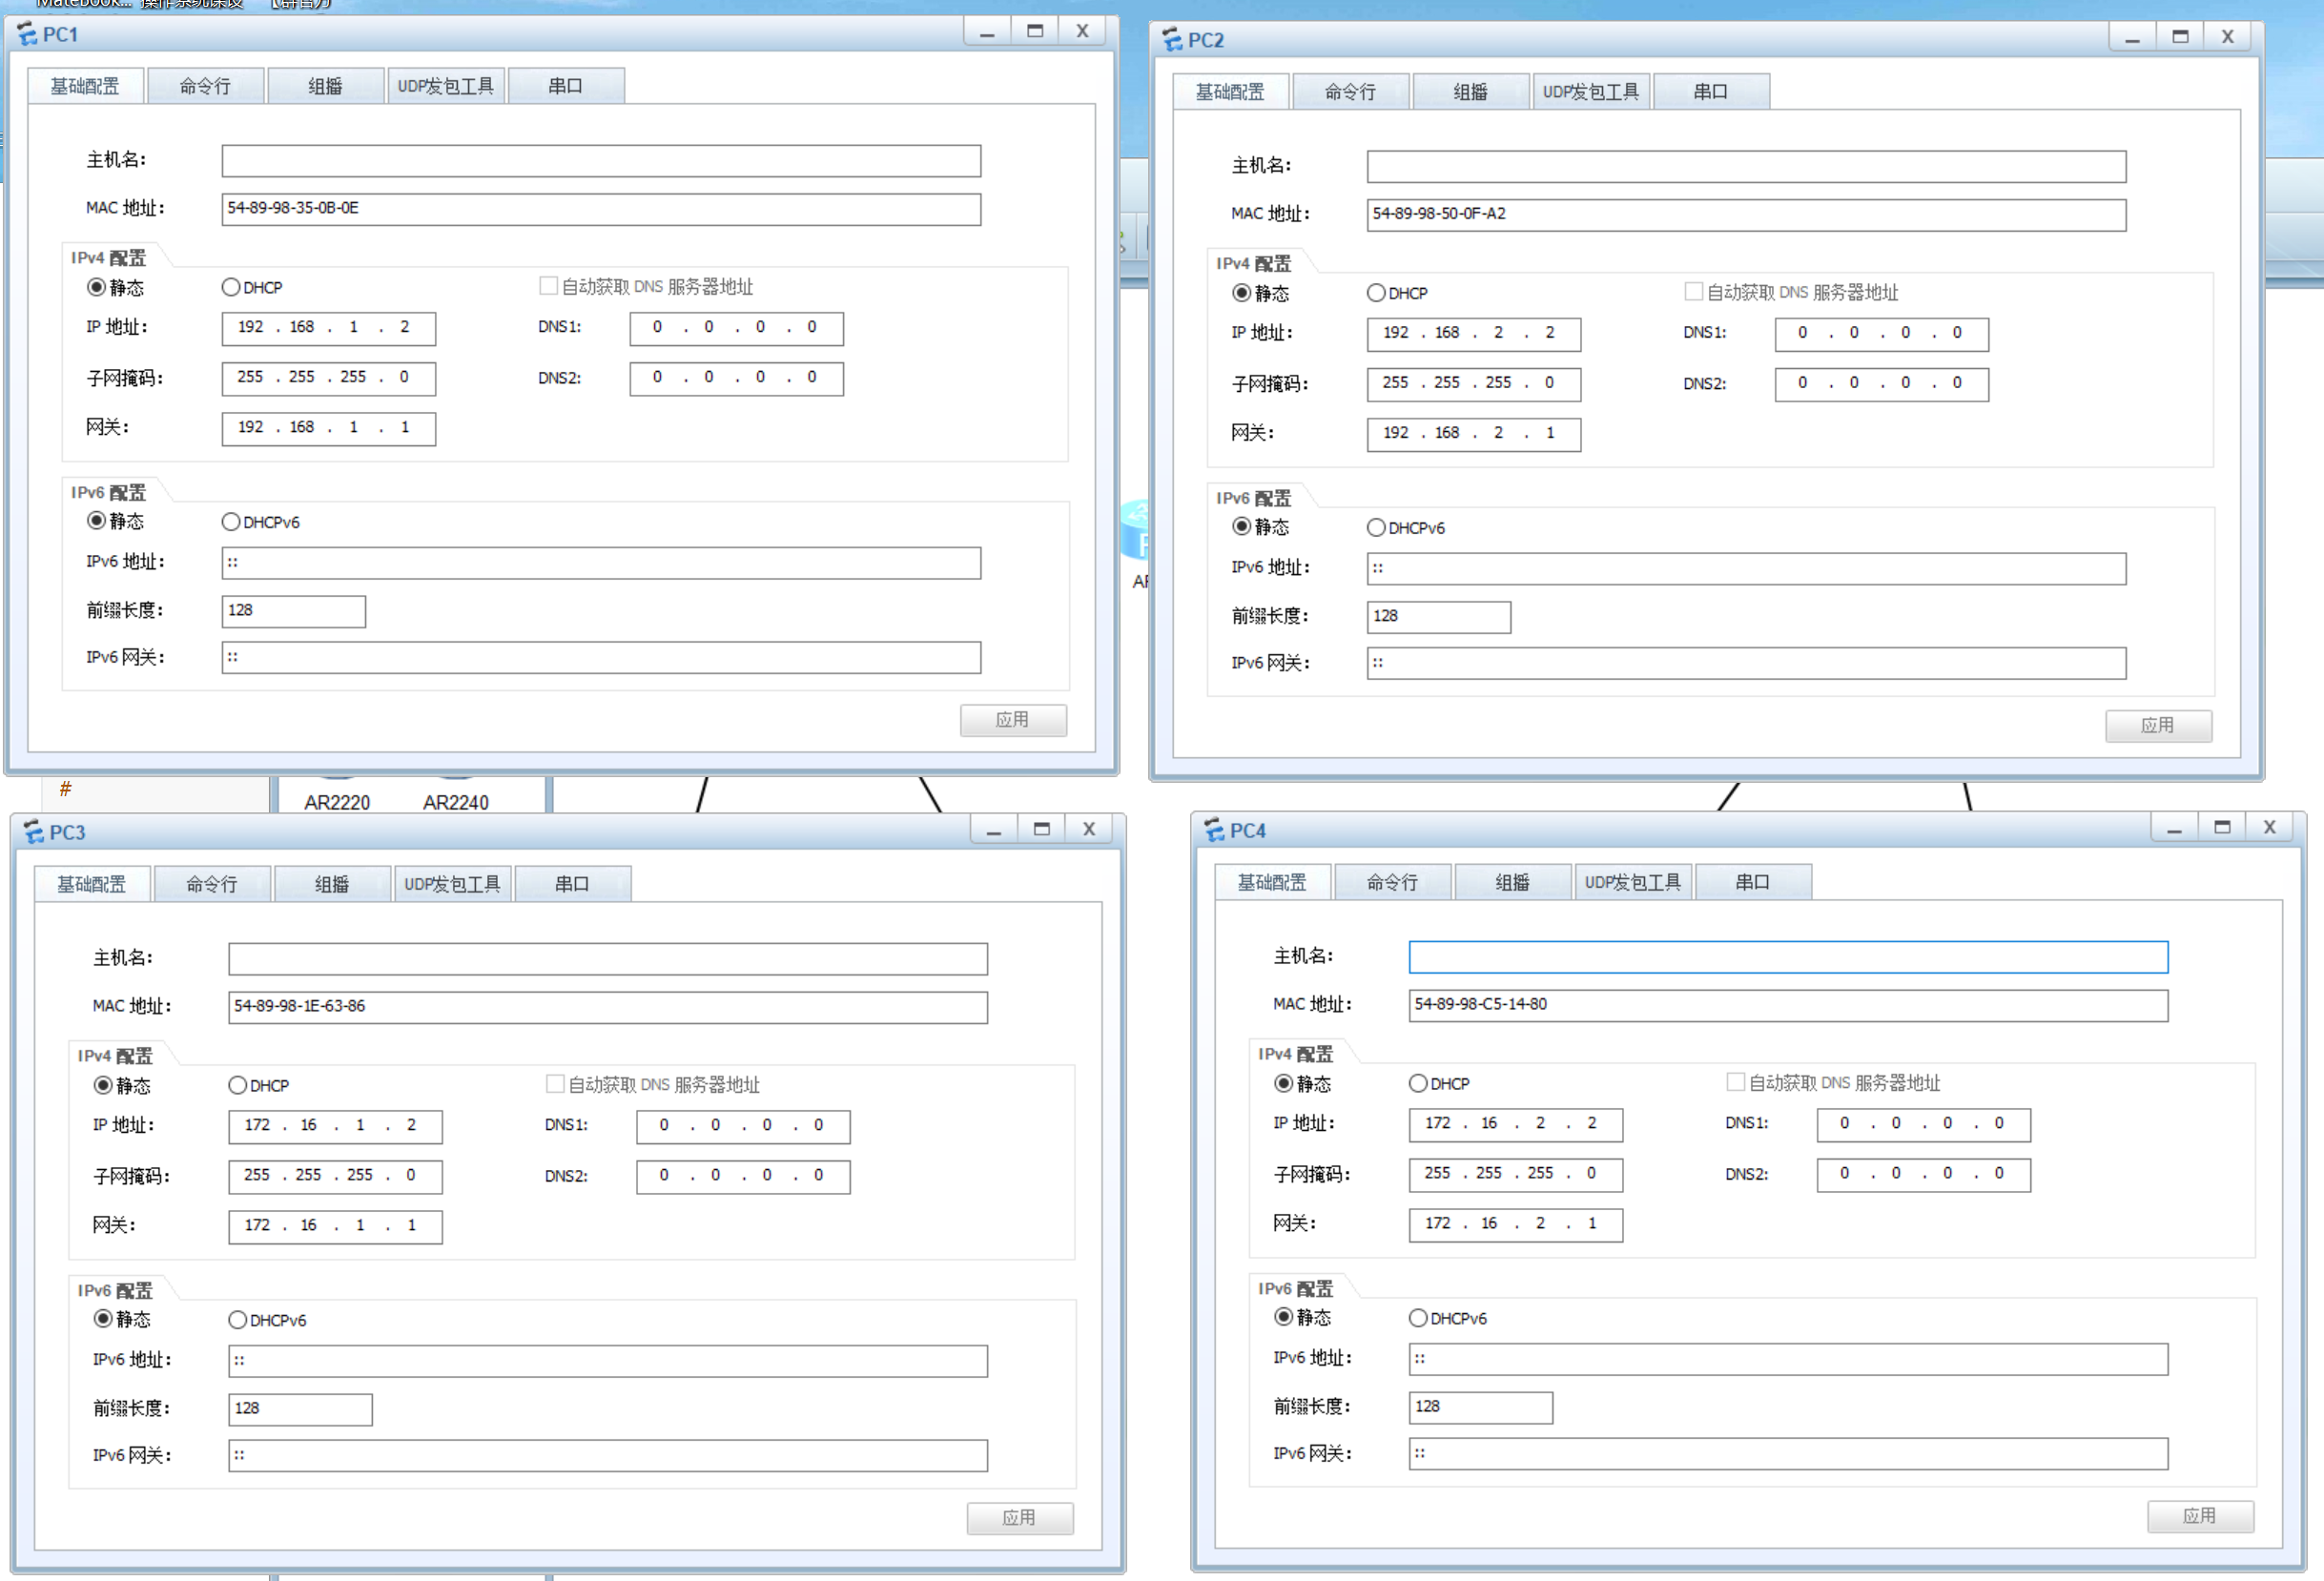 PC1
基础配置 命令行 组播 UDP发包工具 串口
主机名:
MAC 地址: 54-89-98-35-0B-0E
IPv4 配置
静态 DHCP 自动获取 DNS 服务器地址
IP 地址: 192 . 168 . 1 . 2 DNS1: 0 . 0 . 0 . 0
子网掩码: 255 . 255 . 255 . 0 DNS2: 0 . 0 . 0 . 0
网关: 192 . 168 . 1 . 1
IPv6 配置
静态 DHCPv6
IPv6 地址: ::
前缀长度: 128
IPv6 网关: ::
应用
PC2
基础配置 命令行 组播 UDP发包工具 串口
主机名:
MAC 地址: 54-89-98-50-0F-A2
IPv4 配置
静态 DHCP 自动获取 DNS 服务器地址
IP 地址: 192 . 168 . 2 . 2 DNS1: 0 . 0 . 0 . 0
子网掩码: 255 . 255 . 255 . 0 DNS2: 0 . 0 . 0 . 0
网关: 192 . 168 . 2 . 1
IPv6 配置
静态 DHCPv6
IPv6 地址: ::
前缀长度: 128
IPv6 网关: ::
应用
#
AR2220 AR2240
PC3
基础配置 命令行 组播 UDP发包工具 串口
主机名:
MAC 地址: 54-89-98-1E-63-86
IPv4 配置
静态 DHCP 自动获取 DNS 服务器地址
IP 地址: 172 . 16 . 1 . 2 DNS1: 0 . 0 . 0 . 0
子网掩码: 255 . 255 . 255 . 0 DNS2: 0 . 0 . 0 . 0
网关: 172 . 16 . 1 . 1
IPv6 配置
静态 DHCPv6
IPv6 地址: ::
前缀长度: 128
IPv6 网关: ::
应用
PC4
基础配置 命令行 组播 UDP发包工具 串口
主机名:
MAC 地址: 54-89-98-C5-14-80
IPv4 配置
静态 DHCP 自动获取 DNS 服务器地址
IP 地址: 172 . 16 . 2 . 2 DNS1: 0 . 0 . 0 . 0
子网掩码: 255 . 255 . 255 . 0 DNS2: 0 . 0 . 0 . 0
网关: 172 . 16 . 2 . 1
IPv6 配置
静态 DHCPv6
IPv6 地址: ::
前缀长度: 128
IPv6 网关: ::
应用